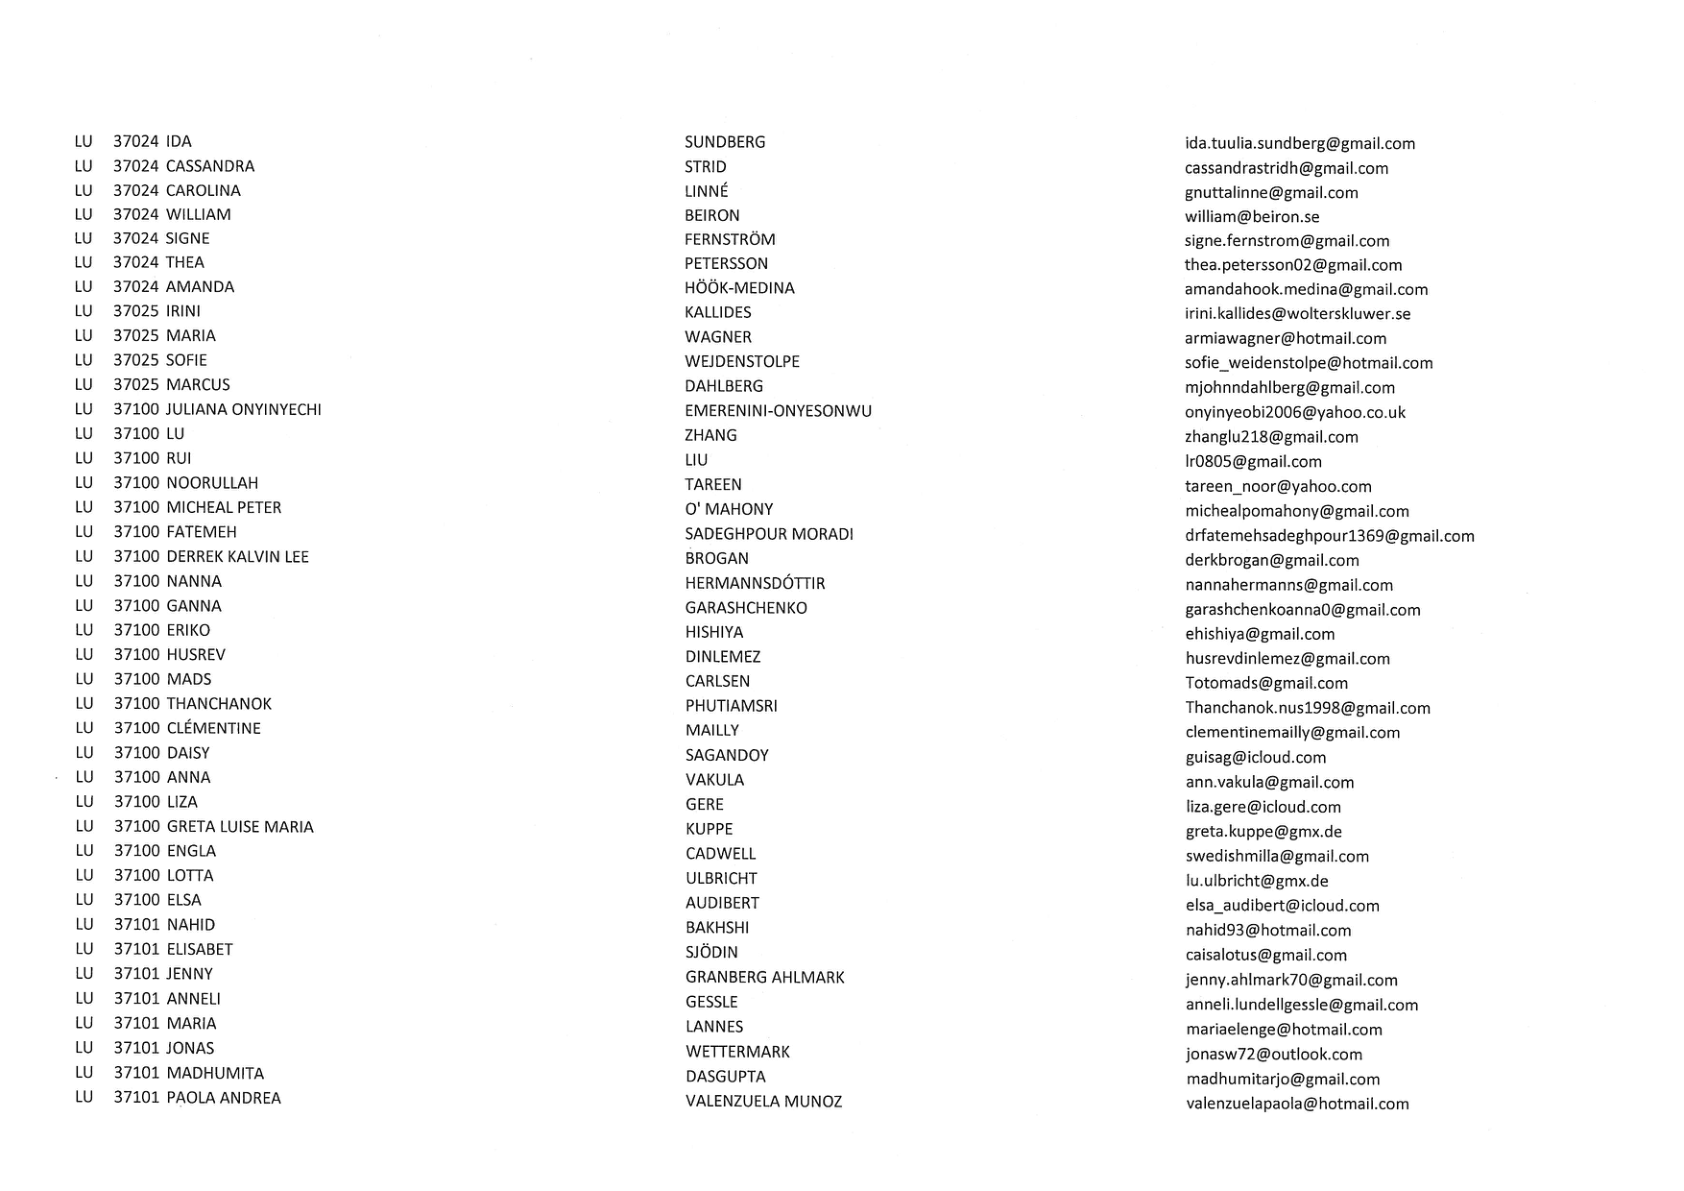 LU 37024 IDA SUNDBERG ida.tuulia.sundberg@gmail.com
LU 37024 CASSANDRA STRID cassandrastridh@gmail.com
LU 37024 CAROLINA LINNÉ gnuttalinne@gmail.com
LU 37024 WILLIAM BEIRON william@beiron.se
LU 37024 SIGNE FERNSTRÖM signe.fernstrom@gmail.com
LU 37024 THEA PETERSSON thea.petersson02@gmail.com
LU 37024 AMANDA HÖÖK-MEDINA amandahook.medina@gmail.com
LU 37025 IRINI KALLIDES irini.kallides@wolterskluwer.se
LU 37025 MARIA WAGNER armiawagner@hotmail.com
LU 37025 SOFIE WEJDENSTOLPE sofie_weidenstolpe@hotmail.com
LU 37025 MARCUS DAHLBERG mjohnndahlberg@gmail.com
LU 37100 JULIANA ONYINYECHI EMERENINI-ONYESONWU onyinyeobi2006@yahoo.co.uk
LU 37100 LU ZHANG zhanglu218@gmail.com
LU 37100 RUI LIU lr0805@gmail.com
LU 37100 NOORULLAH TAREEN tareen_noor@yahoo.com
LU 37100 MICHEAL PETER O' MAHONY michealpomahony@gmail.com
LU 37100 FATEMEH SADEGHPOUR MORADI drfatemehsadeghpour1369@gmail.com
LU 37100 DERREK KALVIN LEE BROGAN derkbrogan@gmail.com
LU 37100 NANNA HERMANNSDÓTTIR nannahermanns@gmail.com
LU 37100 GANNA GARASHCHENKO garashchenkoanna0@gmail.com
LU 37100 ERIKO HISHIYA ehishiya@gmail.com
LU 37100 HUSREV DINLEMEZ husrevdinlemez@gmail.com
LU 37100 MADS CARLSEN Totomads@gmail.com
LU 37100 THANCHANOK PHUTIAMSRI Thanchanok.nus1998@gmail.com
LU 37100 CLÉMENTINE MAILLY clementinemailly@gmail.com
LU 37100 DAISY SAGANDOY guisag@icloud.com
LU 37100 ANNA VAKULA ann.vakula@gmail.com
LU 37100 LIZA GERE liza.gere@icloud.com
LU 37100 GRETA LUISE MARIA KUPPE greta.kuppe@gmx.de
LU 37100 ENGLA CADWELL swedishmilla@gmail.com
LU 37100 LOTTA ULBRICHT lu.ulbricht@gmx.de
LU 37100 ELSA AUDIBERT elsa_audibert@icloud.com
LU 37101 NAHID BAKHSHI nahid93@hotmail.com
LU 37101 ELISABET SJÖDIN caisalotus@gmail.com
LU 37101 JENNY GRANBERG AHLMARK jenny.ahlmark70@gmail.com
LU 37101 ANNELI GESSLE anneli.lundellgessle@gmail.com
LU 37101 MARIA LANNES mariaelenge@hotmail.com
LU 37101 JONAS WETTERMARK jonasw72@outlook.com
LU 37101 MADHUMITA DASGUPTA madhumitarjo@gmail.com
LU 37101 PAOLA ANDREA VALENZUELA MUNOZ valenzuelapaola@hotmail.com